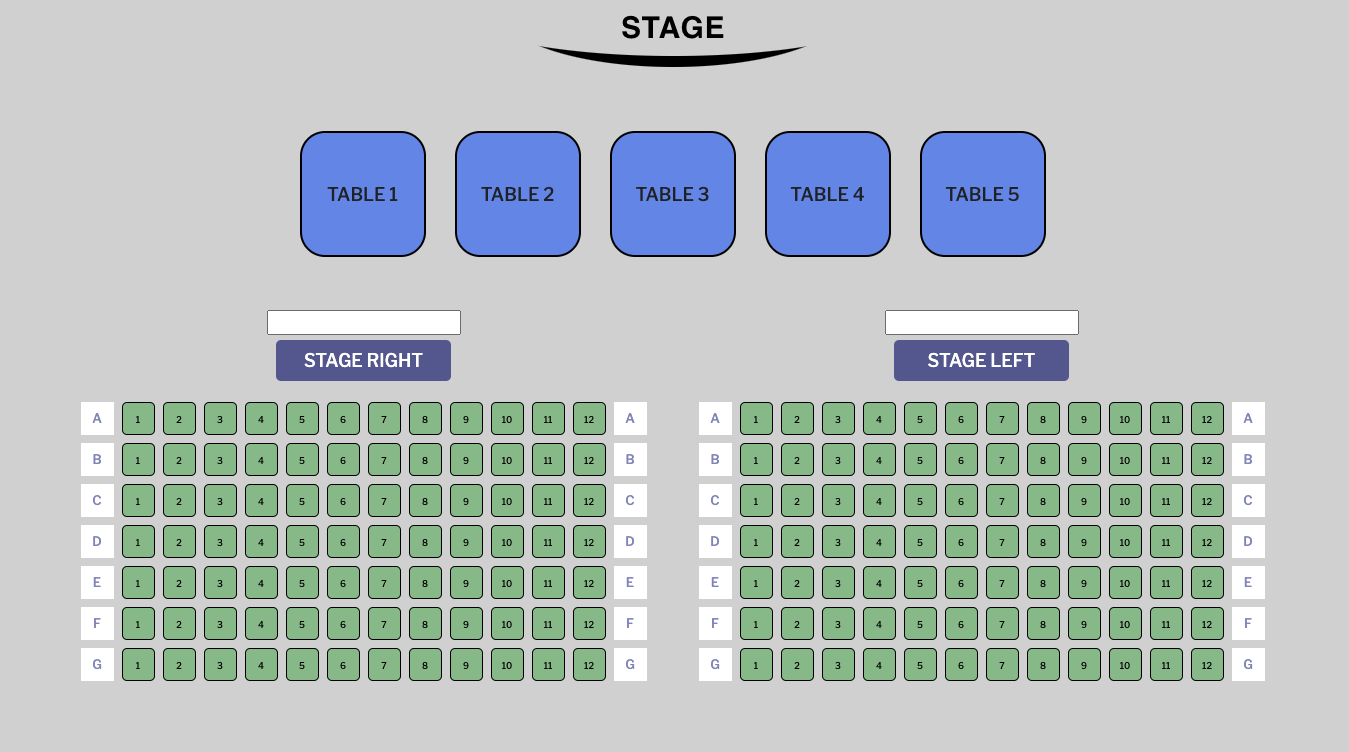 STAGE
TABLE 1 TABLE 2 TABLE 3 TABLE 4 TABLE 5
STAGE RIGHT STAGE LEFT
A 1 2 3 4 5 6 7 8 9 10 11 12 A A 1 2 3 4 5 6 7 8 9 10 11 12 A
B 1 2 3 4 5 6 7 8 9 10 11 12 B B 1 2 3 4 5 6 7 8 9 10 11 12 B
C 1 2 3 4 5 6 7 8 9 10 11 12 C C 1 2 3 4 5 6 7 8 9 10 11 12 C
D 1 2 3 4 5 6 7 8 9 10 11 12 D D 1 2 3 4 5 6 7 8 9 10 11 12 D
E 1 2 3 4 5 6 7 8 9 10 11 12 E E 1 2 3 4 5 6 7 8 9 10 11 12 E
F 1 2 3 4 5 6 7 8 9 10 11 12 F F 1 2 3 4 5 6 7 8 9 10 11 12 F
G 1 2 3 4 5 6 7 8 9 10 11 12 G G 1 2 3 4 5 6 7 8 9 10 11 12 G